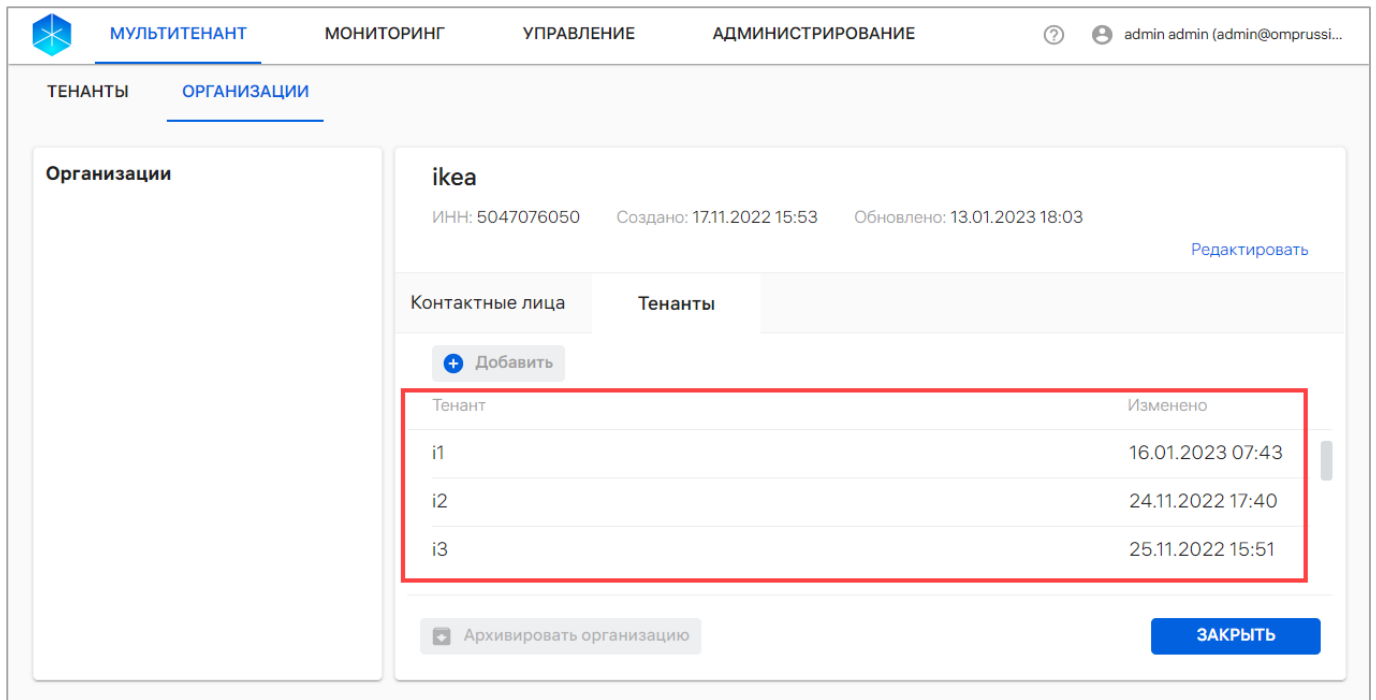 МУЛЬТИТЕНАНТ МОНИТОРИНГ УПРАВЛЕНИЕ АДМИНИСТРИРОВАНИЕ ? admin admin (admin@omprussi...
ТЕНАНТЫ ОРГАНИЗАЦИИ
Организации
ikea
ИНН: 5047076050 Создано: 17.11.2022 15:53 Обновлено: 13.01.2023 18:03
Редактировать
Контактные лица Тенанты
Добавить
Тенант Изменено
i1 16.01.2023 07:43
i2 24.11.2022 17:40
i3 25.11.2022 15:51
Архивировать организацию ЗАКРЫТЬ